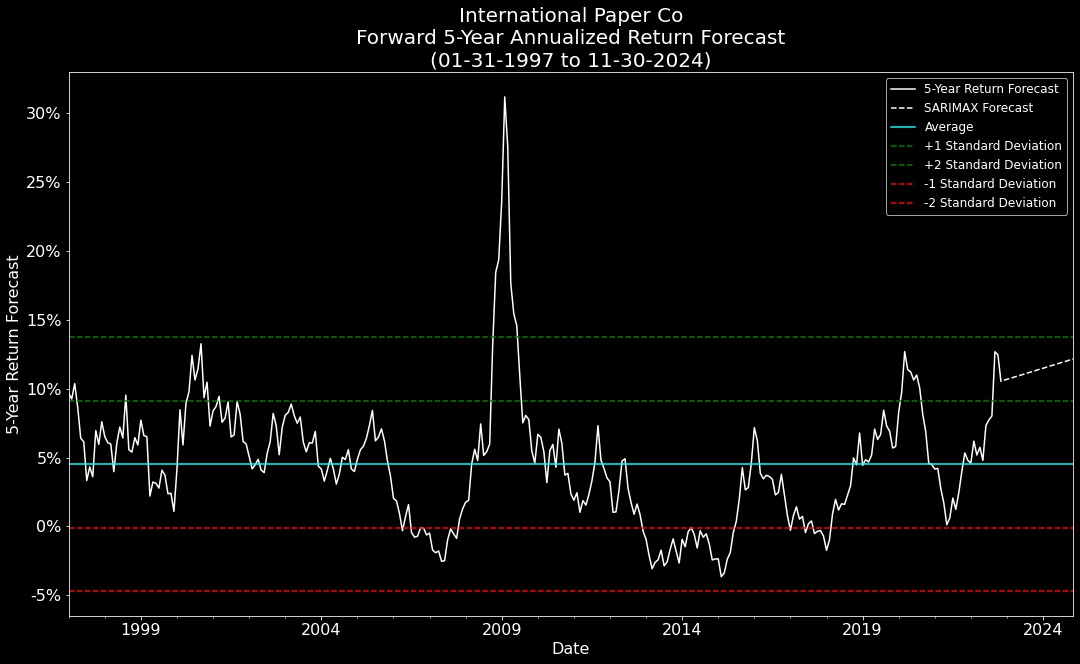 International Paper Co
Forward 5-Year Annualized Return Forecast
(01-31-1997 to 11-30-2024)
5-Year Return Forecast
SARIMAX Forecast
Average
+1 Standard Deviation
+2 Standard Deviation
-1 Standard Deviation
-2 Standard Deviation
5-Year Return Forecast
30%
25%
20%
15%
10%
5%
0%
-5%
1999 2004 2009 2014 2019 2024
Date